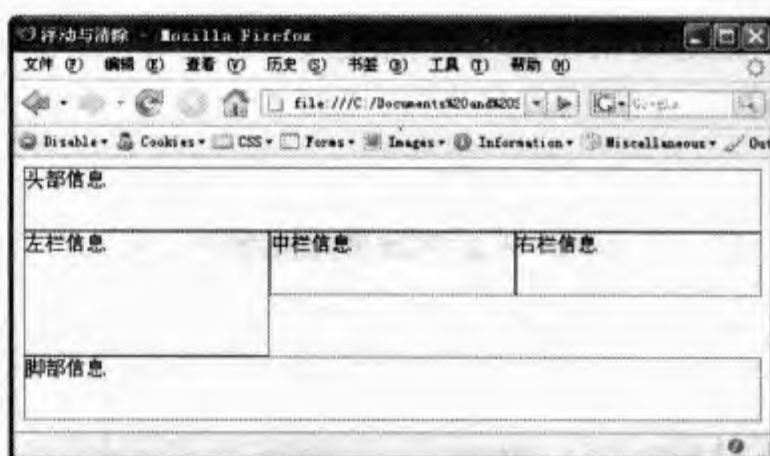 浮动与清除 - Mozilla Firefox
文件 (F) 编辑 (E) 查看 (V) 历史 (S) 书签 (B) 工具 (T) 帮助 (H)
file:///C:/Documents%20and%20S
Google
Disable Cookies CSS Forms Images Information Miscellaneous Out
头部信息
左栏信息 中栏信息 右栏信息
脚部信息